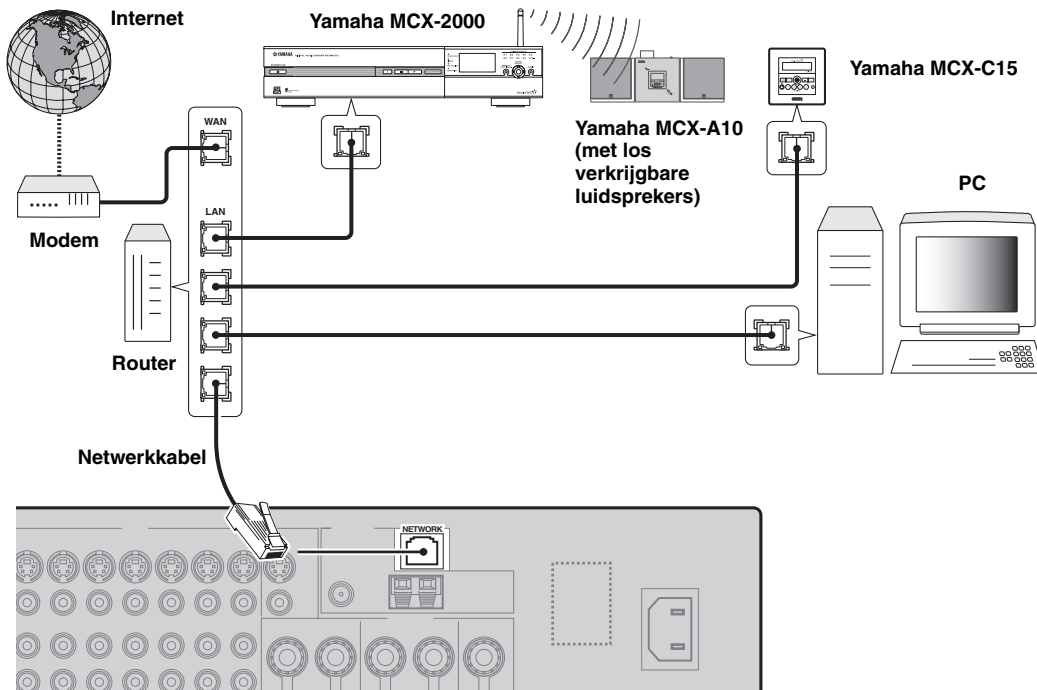 Internet
Yamaha MCX-2000
YAMAHA
Yamaha MCX-C15
Yamaha MCX-A10
(met los
verkrijgbare
luidsprekers)
WAN
PC
LAN
Modem
Router
Netwerkkabel
NETWORK